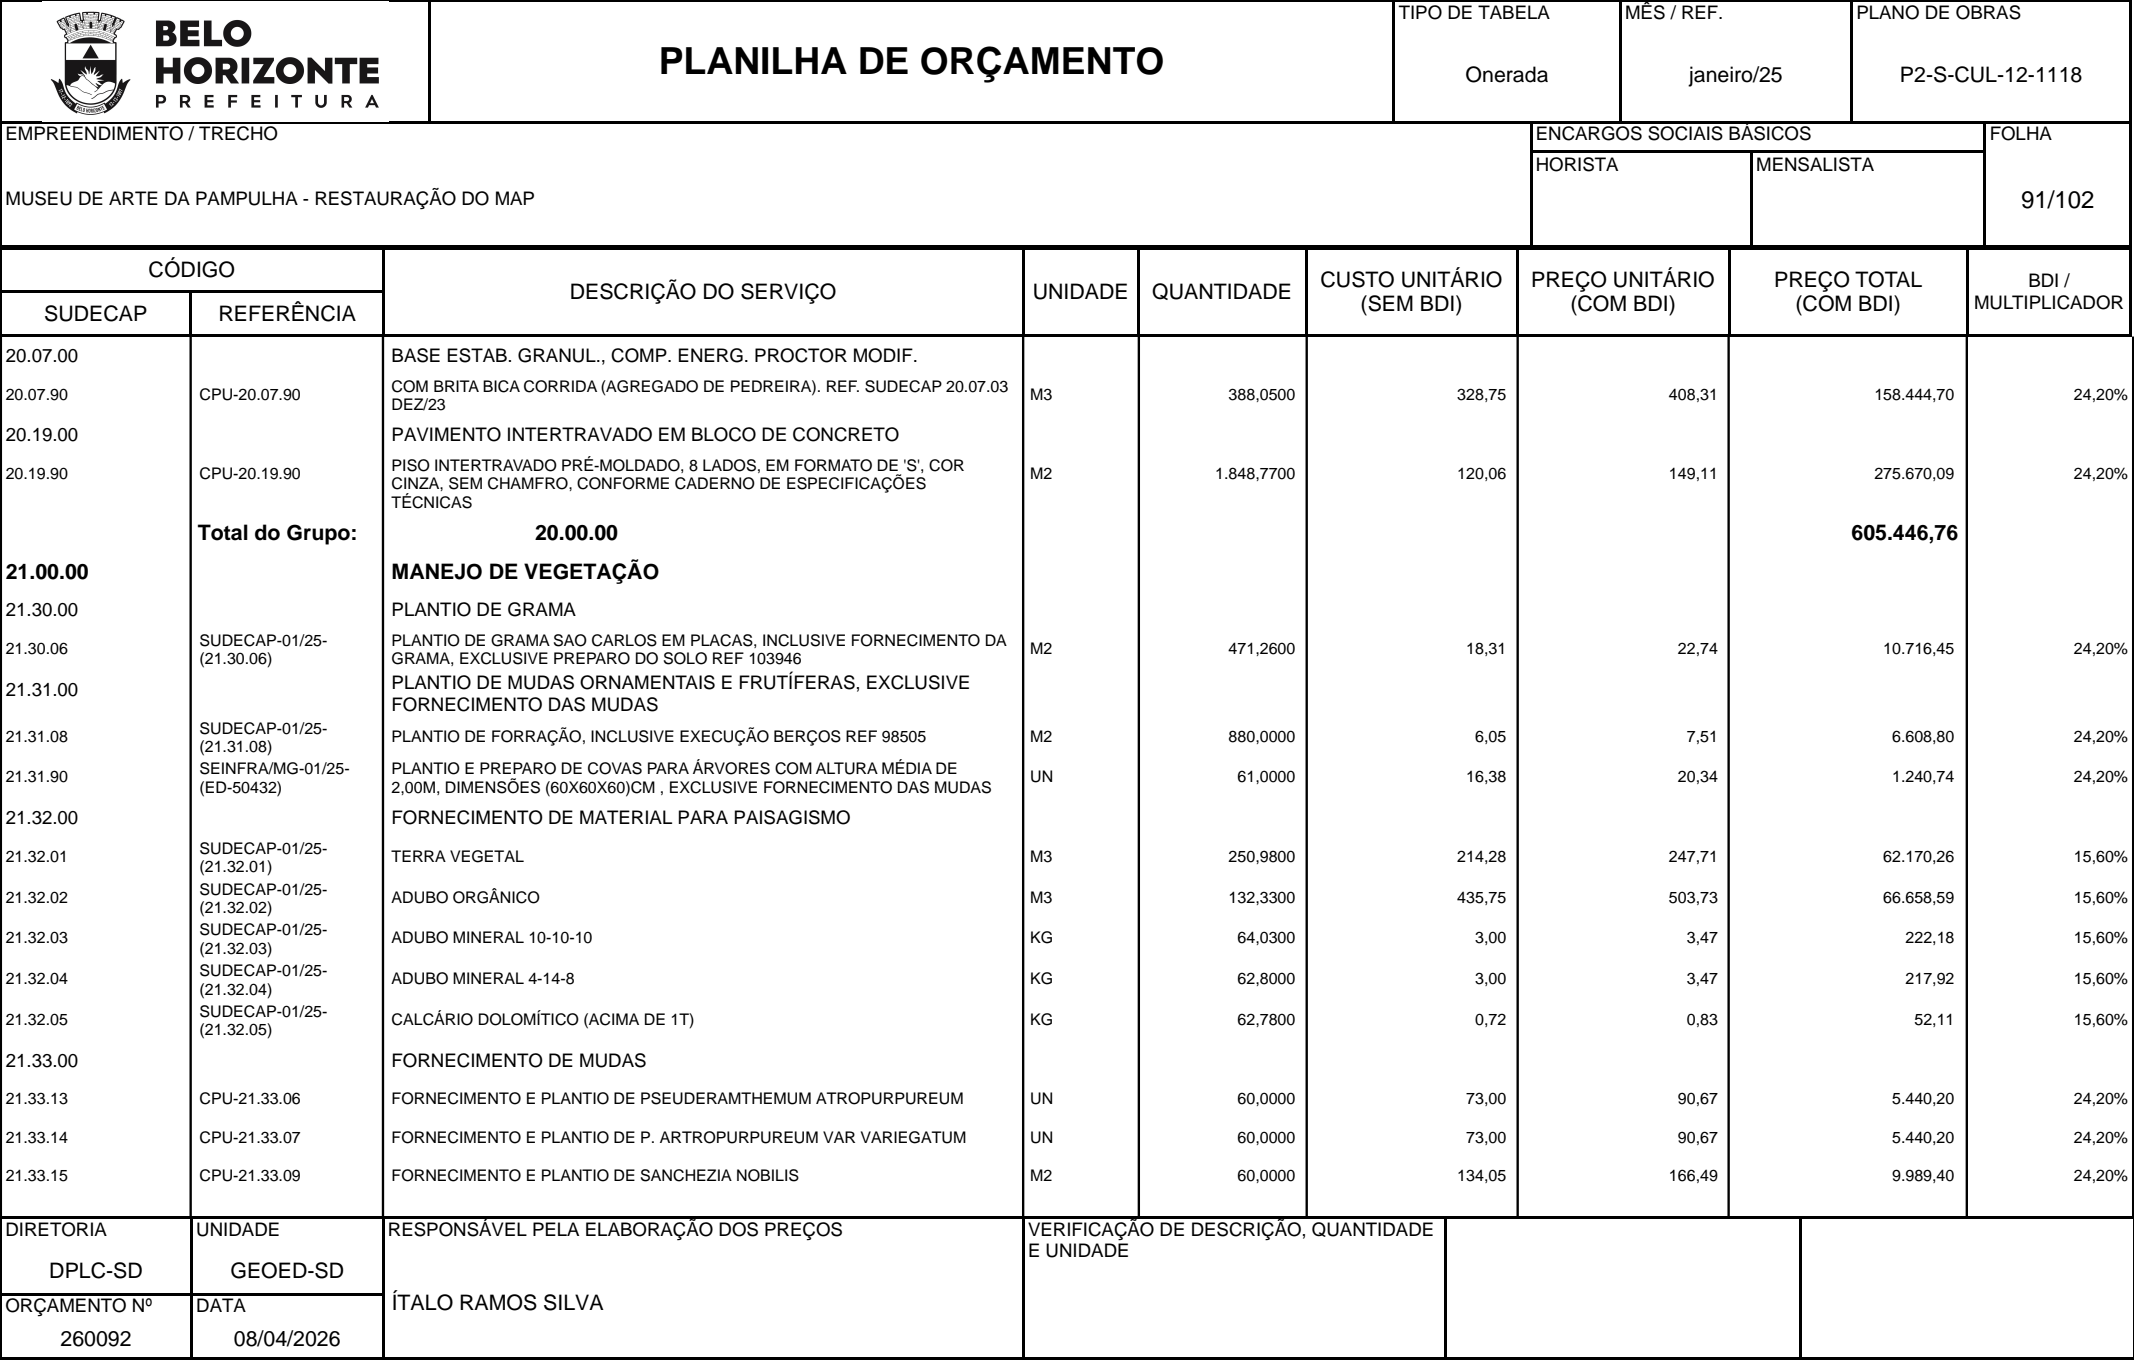 BELO
HORIZONTE
PREFEITURA
PLANILHA DE ORÇAMENTO
TIPO DE TABELA
Onerada
MÊS / REF.
janeiro/25
PLANO DE OBRAS
P2-S-CUL-12-1118
EMPREENDIMENTO / TRECHO
MUSEU DE ARTE DA PAMPULHA - RESTAURAÇÃO DO MAP
ENCARGOS SOCIAIS BÁSICOS
HORISTA
MENSALISTA
FOLHA
91/102
CÓDIGO
SUDECAP
REFERÊNCIA
DESCRIÇÃO DO SERVIÇO
UNIDADE
QUANTIDADE
CUSTO UNITÁRIO
(SEM BDI)
PREÇO UNITÁRIO
(COM BDI)
PREÇO TOTAL
(COM BDI)
BDI /
MULTIPLICADOR
20.07.00 BASE ESTAB. GRANUL., COMP. ENERG. PROCTOR MODIF.
20.07.90 CPU-20.07.90 COM BRITA BICA CORRIDA (AGREGADO DE PEDREIRA). REF. SUDECAP 20.07.03
DEZ/23 M3 388,0500 328,75 408,31 158.444,70 24,20%
20.19.00 PAVIMENTO INTERTRAVADO EM BLOCO DE CONCRETO
20.19.90 CPU-20.19.90 PISO INTERTRAVADO PRÉ-MOLDADO, 8 LADOS, EM FORMATO DE 'S', COR
CINZA, SEM CHAMFRO, CONFORME CADERNO DE ESPECIFICAÇÕES
TÉCNICAS M2 1.848,7700 120,06 149,11 275.670,09 24,20%
Total do Grupo: 20.00.00 605.446,76
21.00.00 MANEJO DE VEGETAÇÃO
21.30.00 PLANTIO DE GRAMA
21.30.06 SUDECAP-01/25-
(21.30.06) PLANTIO DE GRAMA SAO CARLOS EM PLACAS, INCLUSIVE FORNECIMENTO DA
GRAMA, EXCLUSIVE PREPARO DO SOLO REF 103946 M2 471,2600 18,31 22,74 10.716,45 24,20%
21.31.00 PLANTIO DE MUDAS ORNAMENTAIS E FRUTÍFERAS, EXCLUSIVE
FORNECIMENTO DAS MUDAS
21.31.08 SUDECAP-01/25-
(21.31.08) PLANTIO DE FORRAÇÃO, INCLUSIVE EXECUÇÃO BERÇOS REF 98505 M2 880,0000 6,05 7,51 6.608,80 24,20%
21.31.90 SEINFRA/MG-01/25-
(ED-50432) PLANTIO E PREPARO DE COVAS PARA ÁRVORES COM ALTURA MÉDIA DE
2,00M, DIMENSÕES (60X60X60)CM , EXCLUSIVE FORNECIMENTO DAS MUDAS UN 61,0000 16,38 20,34 1.240,74 24,20%
21.32.00 FORNECIMENTO DE MATERIAL PARA PAISAGISMO
21.32.01 SUDECAP-01/25-
(21.32.01) TERRA VEGETAL M3 250,9800 214,28 247,71 62.170,26 15,60%
21.32.02 SUDECAP-01/25-
(21.32.02) ADUBO ORGÂNICO M3 132,3300 435,75 503,73 66.658,59 15,60%
21.32.03 SUDECAP-01/25-
(21.32.03) ADUBO MINERAL 10-10-10 KG 64,0300 3,00 3,47 222,18 15,60%
21.32.04 SUDECAP-01/25-
(21.32.04) ADUBO MINERAL 4-14-8 KG 62,8000 3,00 3,47 217,92 15,60%
21.32.05 SUDECAP-01/25-
(21.32.05) CALCÁRIO DOLOMÍTICO (ACIMA DE 1T) KG 62,7800 0,72 0,83 52,11 15,60%
21.33.00 FORNECIMENTO DE MUDAS
21.33.13 CPU-21.33.06 FORNECIMENTO E PLANTIO DE PSEUDERAMTHEMUM ATROPURPUREUM UN 60,0000 73,00 90,67 5.440,20 24,20%
21.33.14 CPU-21.33.07 FORNECIMENTO E PLANTIO DE P. ARTROPURPUREUM VAR VARIEGATUM UN 60,0000 73,00 90,67 5.440,20 24,20%
21.33.15 CPU-21.33.09 FORNECIMENTO E PLANTIO DE SANCHEZIA NOBILIS M2 60,0000 134,05 166,49 9.989,40 24,20%
DIRETORIA
DPLC-SD
UNIDADE
GEOED-SD
RESPONSÁVEL PELA ELABORAÇÃO DOS PREÇOS
ÍTALO RAMOS SILVA
VERIFICAÇÃO DE DESCRIÇÃO, QUANTIDADE
E UNIDADE
ORÇAMENTO Nº
260092
DATA
08/04/2026